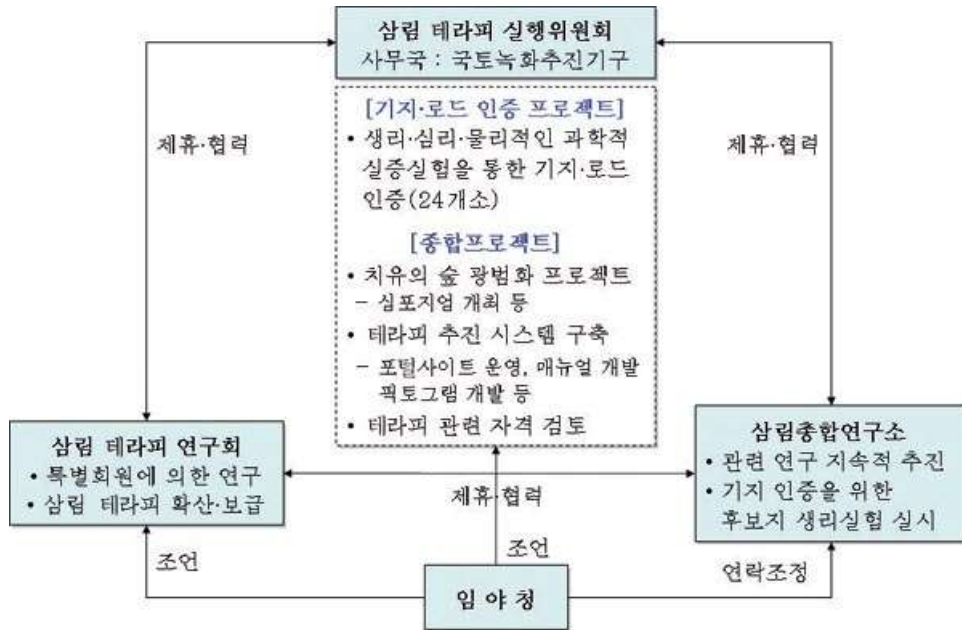 삼림 테라피 실행위원회
사무국 : 국토녹화추진기구
[기지·로드 인증 프로젝트]
• 생리·심리·물리적인 과학적
실증실험을 통한 기지·로드
인증(24개소)
[종합프로젝트]
• 치유의 숲 광범화 프로젝트
- 심포지엄 개최 등
• 테라피 추진 시스템 구축
- 포털사이트 운영, 매뉴얼 개발
픽토그램 개발 등
• 테라피 관련 자격 검토
제휴·협력
제휴·협력
삼림 테라피 연구회
• 특별회원에 의한 연구
• 삼림 테라피 확산·보급
제휴·협력
삼림종합연구소
• 관련 연구 지속적 추진
• 기지 인증을 위한
후보지 생리실험 실시
조언
조언
연락조정
임 야 청